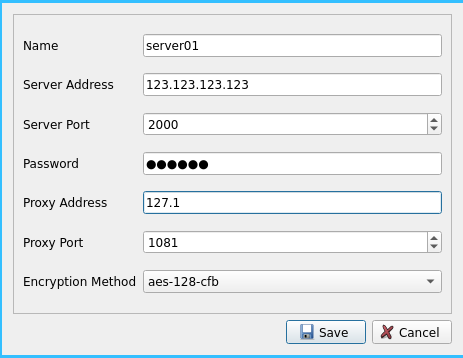 Name server01
Server Address 123.123.123.123
Server Port 2000
Password ●●●●●●
Proxy Address 127.1
Proxy Port 1081
Encryption Method aes-128-cfb
Save Cancel